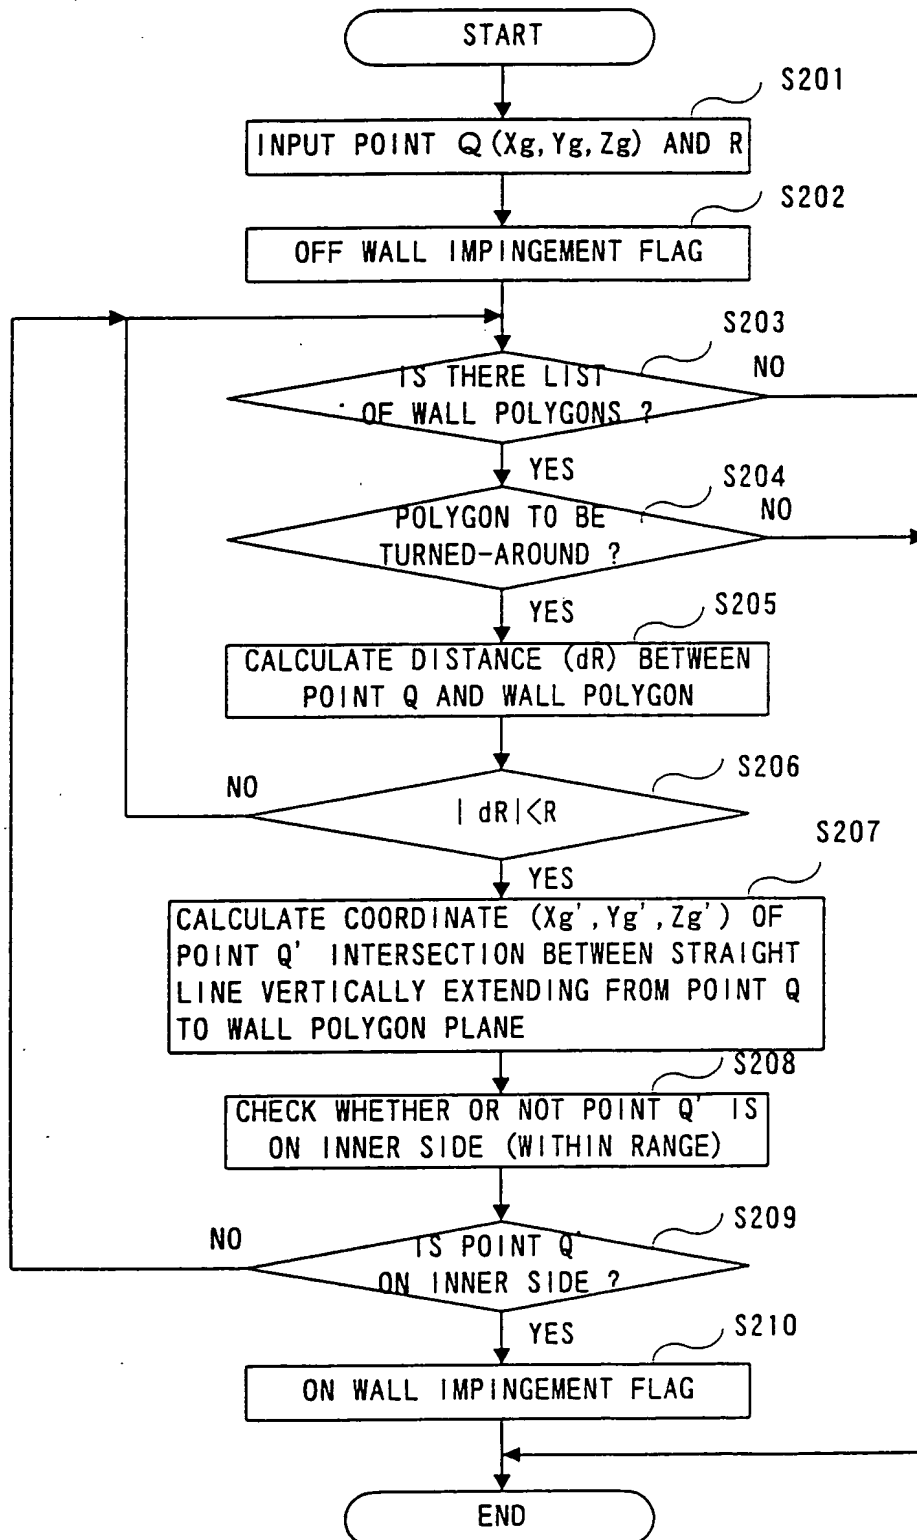 START
S201
INPUT POINT Q (Xg, Yg, Zg) AND R
S202
OFF WALL IMPINGEMENT FLAG
S203
IS THERE LIST
OF WALL POLYGONS ?
NO
YES
S204
POLYGON TO BE
TURNED-AROUND ?
NO
YES
S205
CALCULATE DISTANCE (dR) BETWEEN
POINT Q AND WALL POLYGON
S206
NO
| dR |<R
YES
S207
CALCULATE COORDINATE (Xg', Yg', Zg') OF
POINT Q' INTERSECTION BETWEEN STRAIGHT
LINE VERTICALLY EXTENDING FROM POINT Q
TO WALL POLYGON PLANE
S208
CHECK WHETHER OR NOT POINT Q' IS
ON INNER SIDE (WITHIN RANGE)
S209
NO
IS POINT Q'
ON INNER SIDE ?
YES
S210
ON WALL IMPINGEMENT FLAG
END